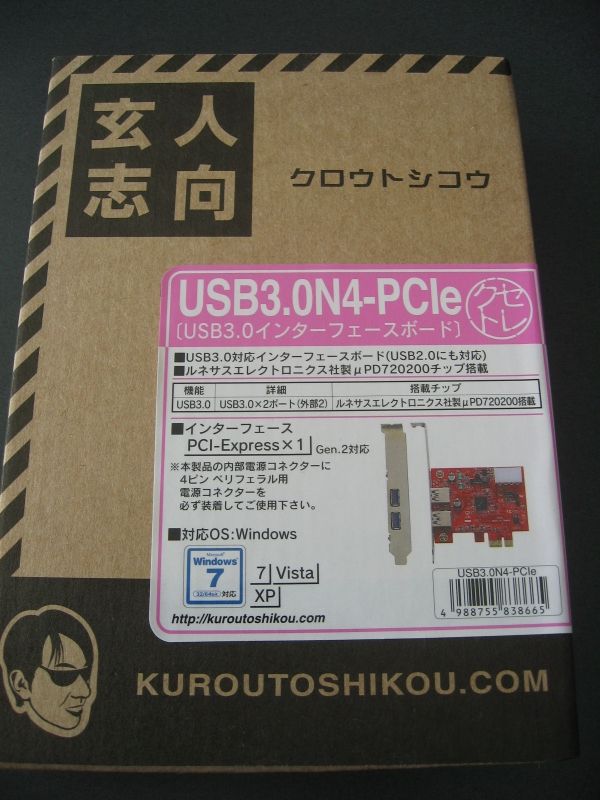 玄人
志向
クロウトシコウ
USB3.0N4-PCIe
セレクト
〔USB3.0インターフェースボード〕
■USB3.0対応インターフェースボード(USB2.0にも対応)
■ルネサスエレクトロニクス社製μPD720200チップ搭載
機能 詳細 搭載チップ
USB3.0 USB3.0×2ポート(外部2) ルネサスエレクトロニクス社製μPD720200搭載
■インターフェース
PCI-Express×1 Gen.2対応
※本製品の内部電源コネクターに
4ピン ペリフェラル用
電源コネクターを
必ず装着してご使用下さい。
■対応OS:Windows
Microsoft
Windows
7
32/64bit 対応
7 Vista
XP
USB3.0N4-PCIe
4 988755 838665
http://kuroutoshikou.com
KUROUTOSHIKOU.COM